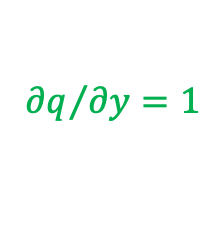 ∂q/∂y = 1